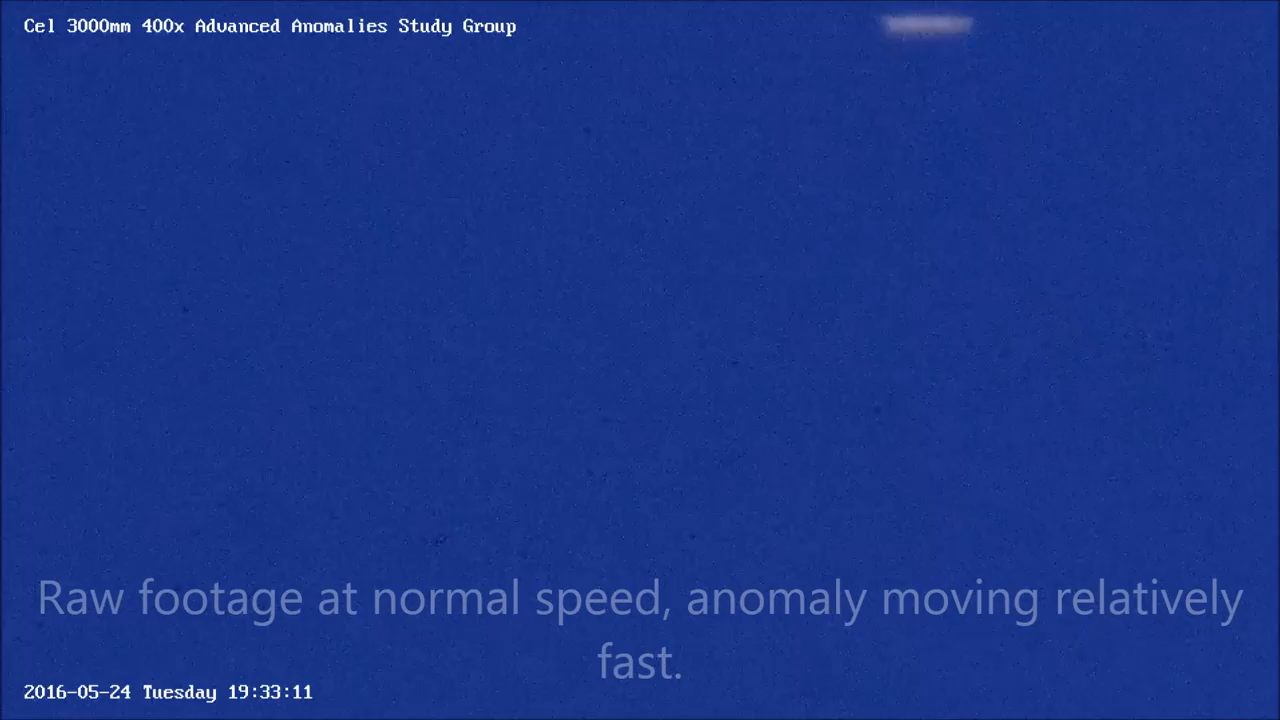 Cel 3000mm 400x Advanced Anomalies Study Group
Raw footage at normal speed, anomaly moving relatively
fast.
2016-05-24 Tuesday 19:33:11